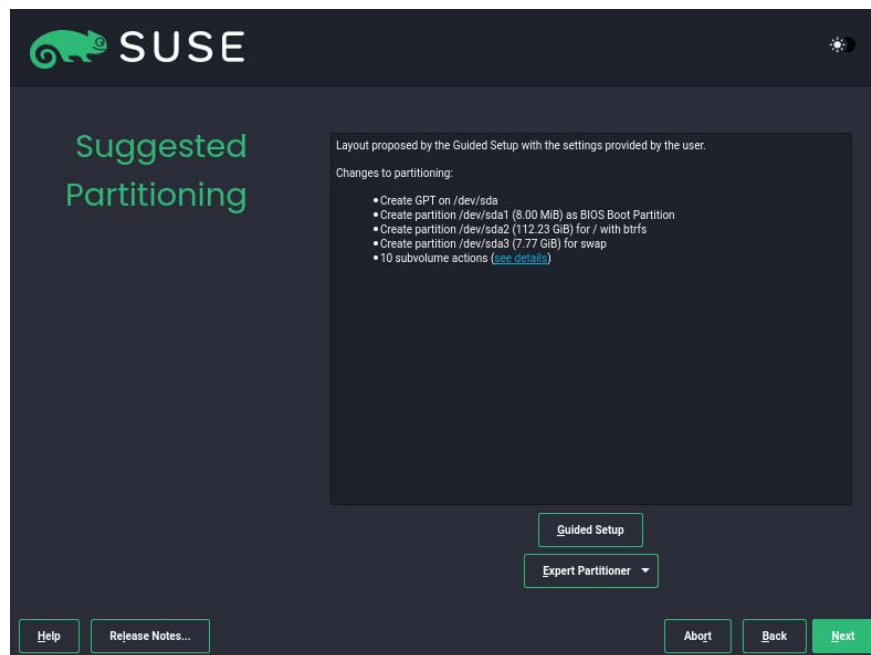 SUSE
Suggested
Partitioning
Layout proposed by the Guided Setup with the settings provided by the user.
Changes to partitioning:
• Create GPT on /dev/sda
• Create partition /dev/sda1 (8.00 MiB) as BIOS Boot Partition
• Create partition /dev/sda2 (112.23 GiB) for / with btrfs
• Create partition /dev/sda3 (7.77 GiB) for swap
• 10 subvolume actions (see details)
Guided Setup
Expert Partitioner
Help
Release Notes...
Abort
Back
Next